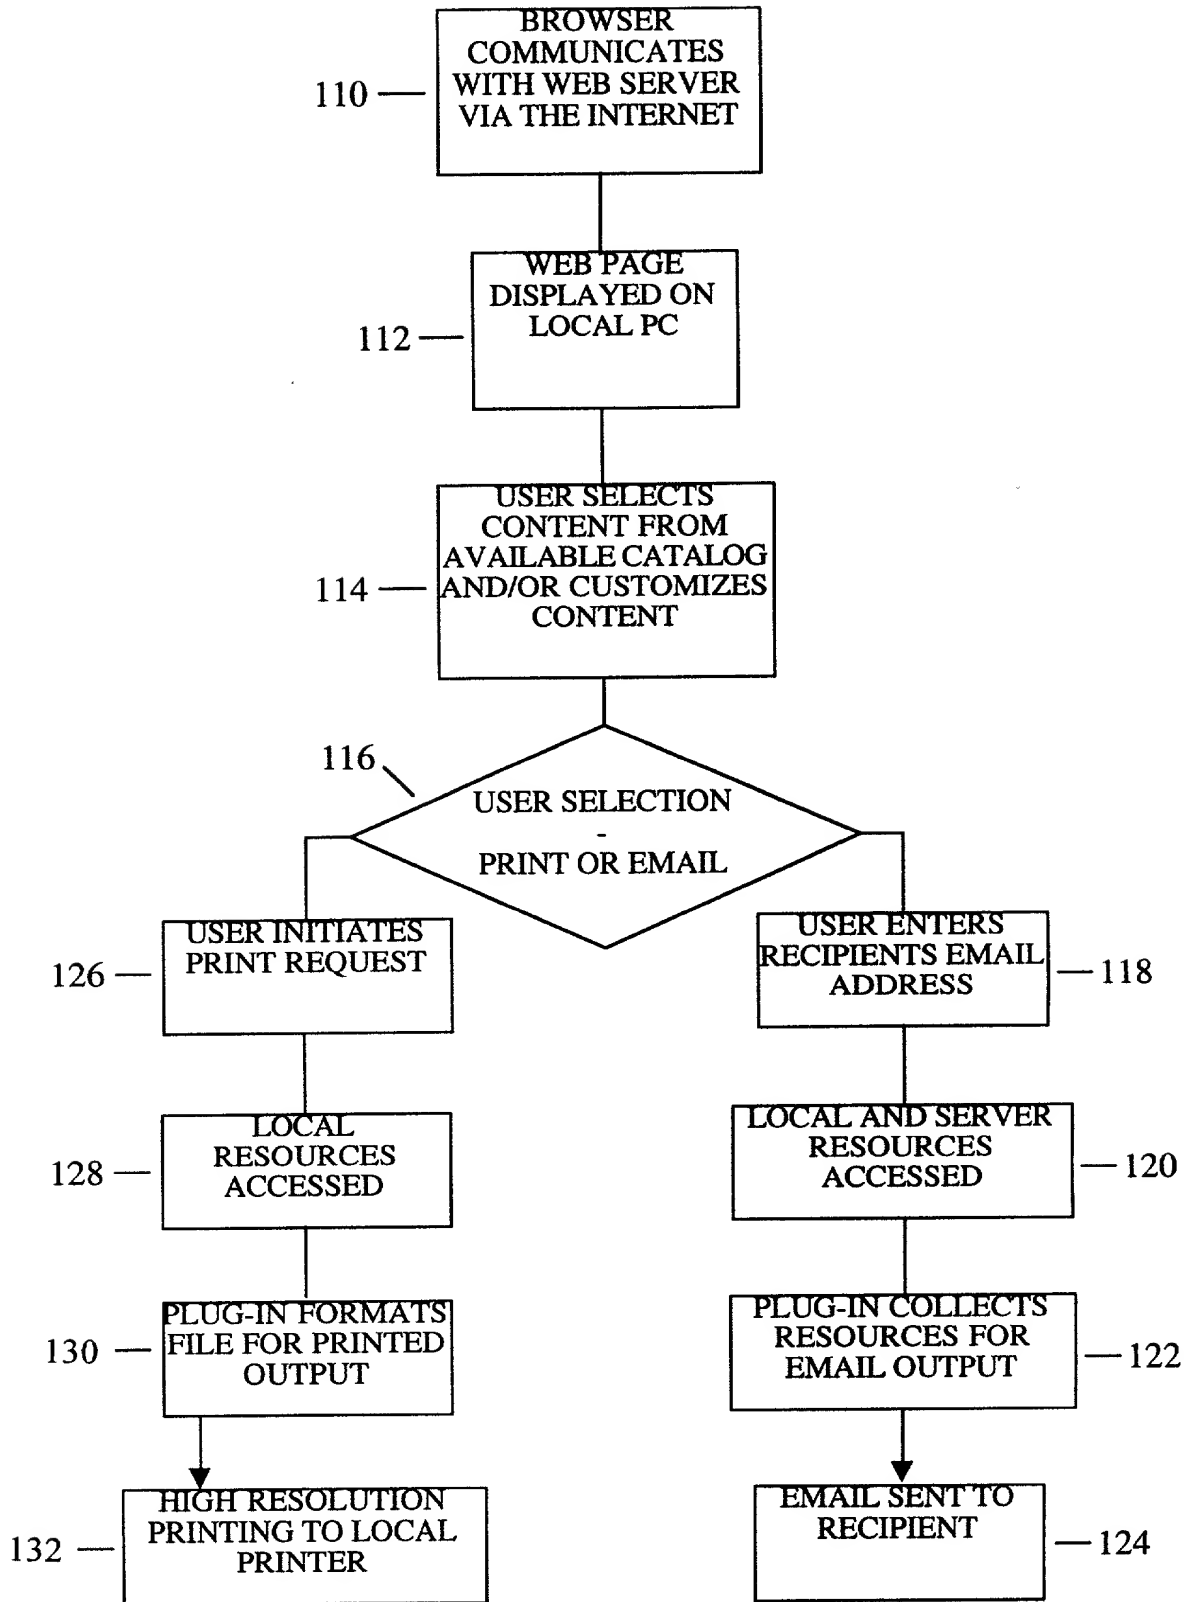 BROWSER
COMMUNICATES
WITH WEB SERVER
VIA THE INTERNET
110
WEB PAGE
DISPLAYED ON
LOCAL PC
112
USER SELECTS
CONTENT FROM
AVAILABLE CATALOG
AND/OR CUSTOMIZES
CONTENT
114
116
USER SELECTION
-
PRINT OR EMAIL
USER INITIATES
PRINT REQUEST
126
LOCAL
RESOURCES
ACCESSED
128
PLUG-IN FORMATS
FILE FOR PRINTED
OUTPUT
130
HIGH RESOLUTION
PRINTING TO LOCAL
PRINTER
132
USER ENTERS
RECIPIENTS EMAIL
ADDRESS
118
LOCAL AND SERVER
RESOURCES
ACCESSED
120
PLUG-IN COLLECTS
RESOURCES FOR
EMAIL OUTPUT
122
EMAIL SENT TO
RECIPIENT
124